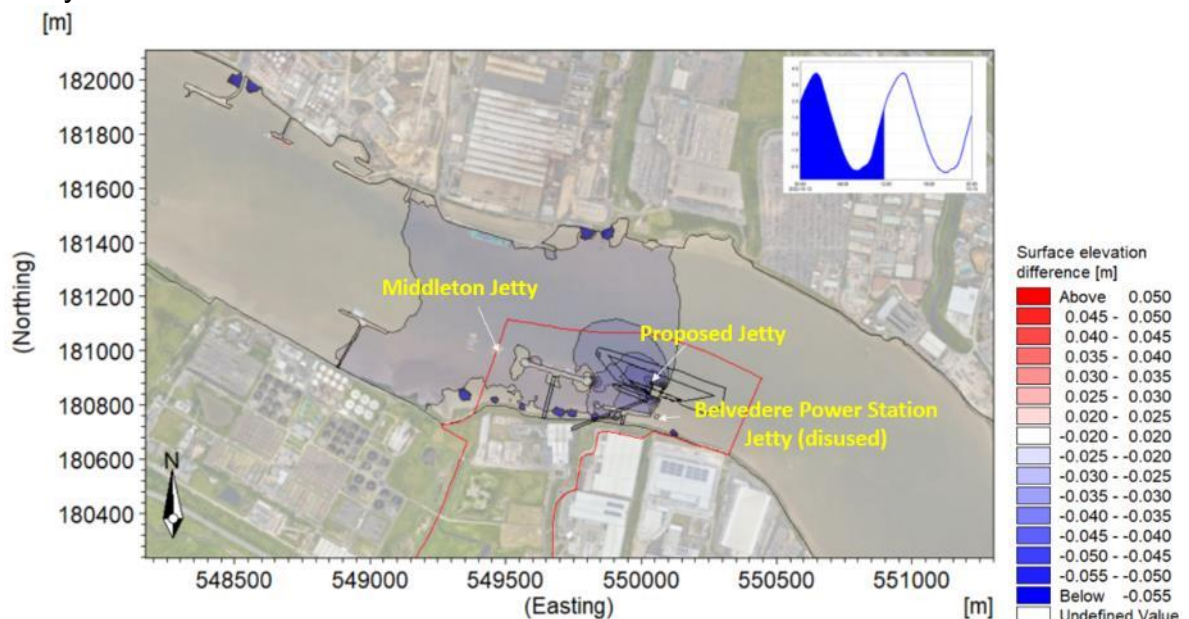 [m]
182000
181800
181600
181400
181200
181000
180800
180600
180400
(Northing)
Middleton Jetty
Proposed Jetty
Belvedere Power Station
Jetty (disused)
N
548500 549000 549500 550000 550500 551000
(Easting) [m]
Surface elevation
difference [m]
Above 0.050
0.045 - 0.050
0.040 - 0.045
0.035 - 0.040
0.030 - 0.035
0.025 - 0.030
0.020 - 0.025
-0.020 - 0.020
-0.025 - -0.020
-0.030 - -0.025
-0.035 - -0.030
-0.040 - -0.035
-0.045 - -0.040
-0.050 - -0.045
-0.055 - -0.050
Below -0.055
Undefined Value